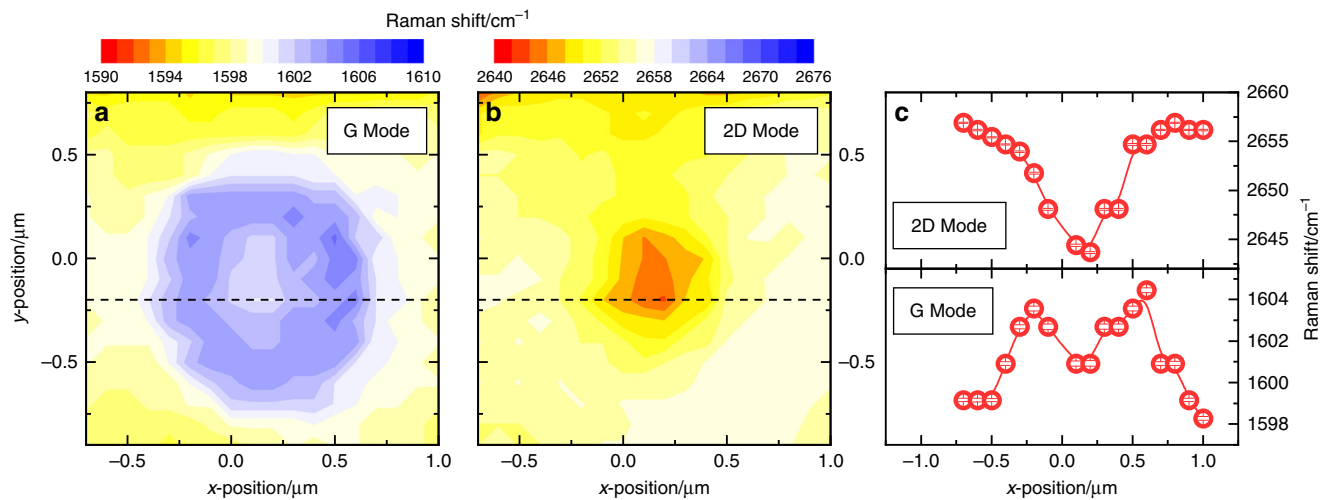 Raman shift/cm⁻¹
1590 1594 1598 1602 1606 1610
2640 2646 2652 2658 2664 2670 2676
a
G Mode
0.5
0.0
−0.5
y-position/μm
−0.5 0.0 0.5 1.0
x-position/μm
b
2D Mode
0.5
0.0
−0.5
−0.5 0.0 0.5 1.0
x-position/μm
c
2D Mode
2660
2655
2650
2645
G Mode
1604
1602
1600
1598
Raman shift/cm⁻¹
−1.0 −0.5 0.0 0.5 1.0
x-position/μm